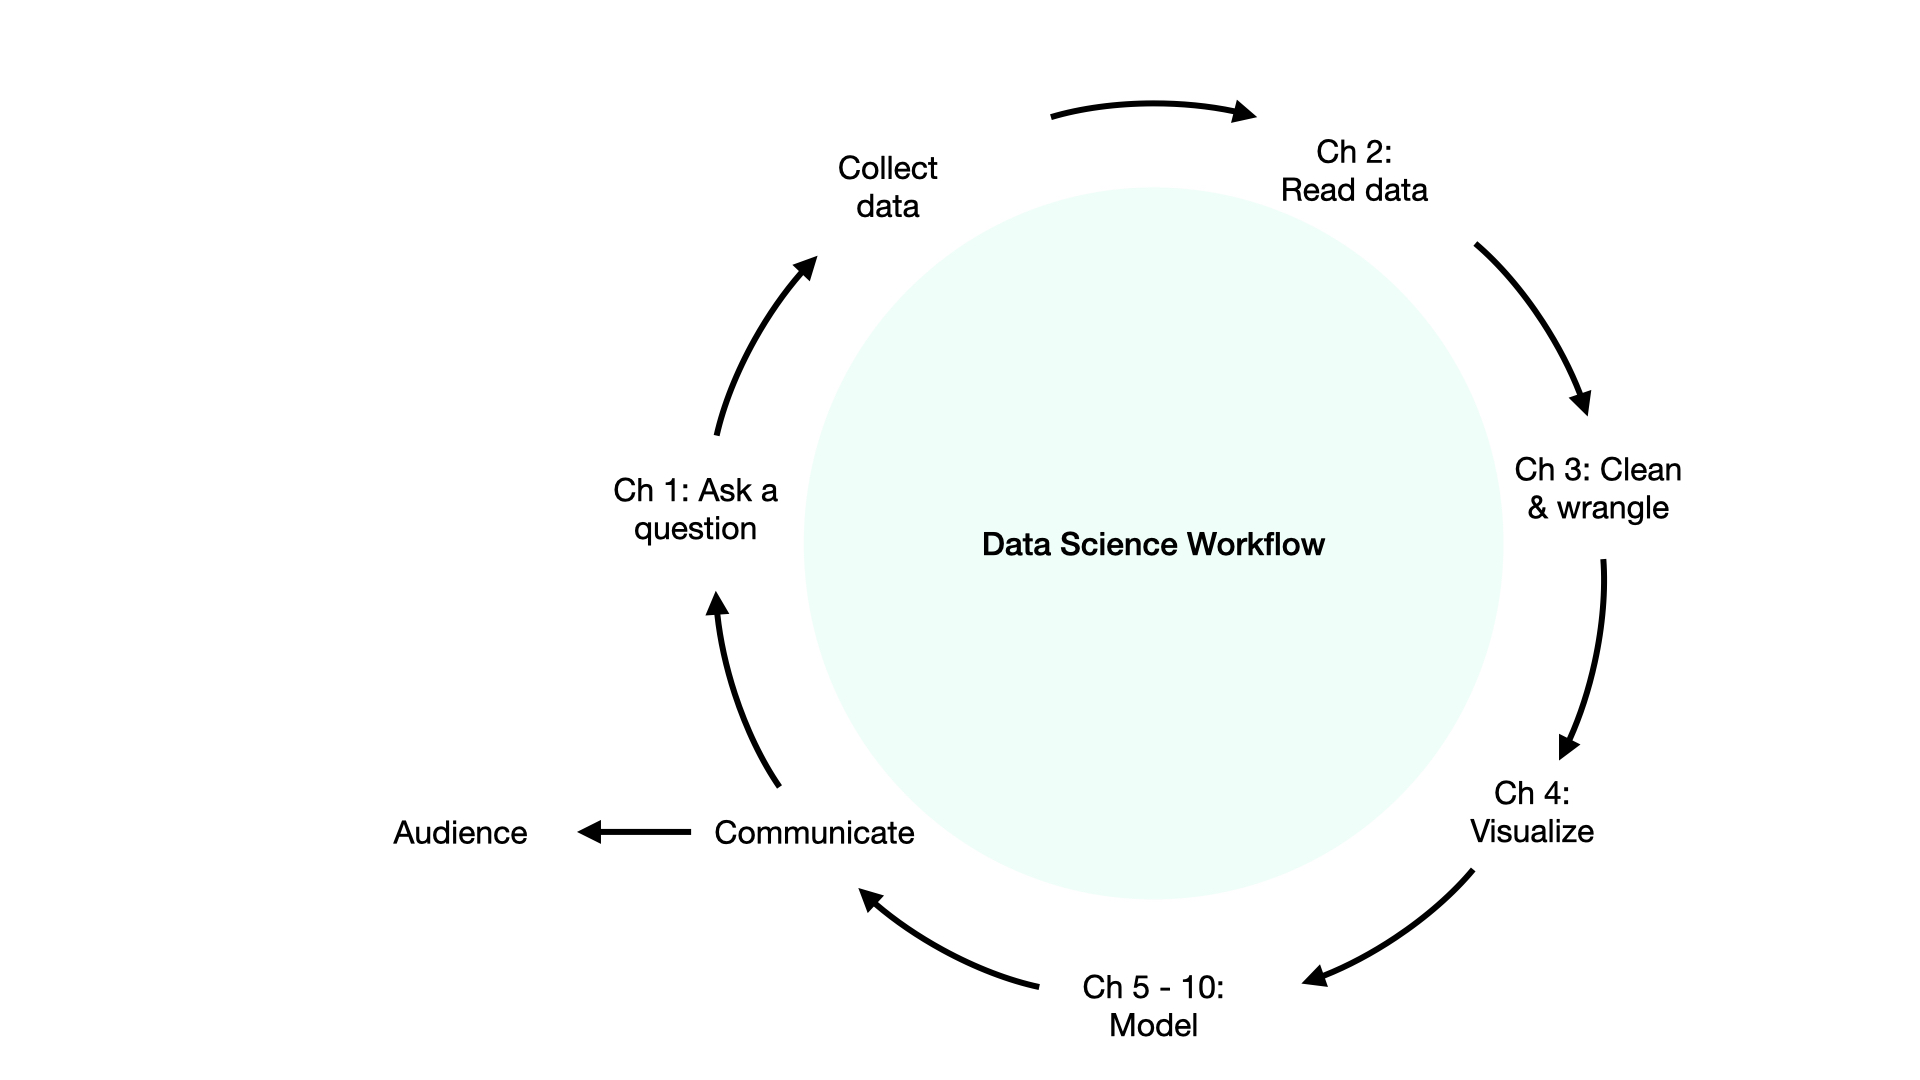 Collect
data
Ch 2:
Read data
Ch 3: Clean
& wrangle
Ch 1: Ask a
question
Data Science Workflow
Ch 4:
Visualize
Audience
Communicate
Ch 5 - 10:
Model